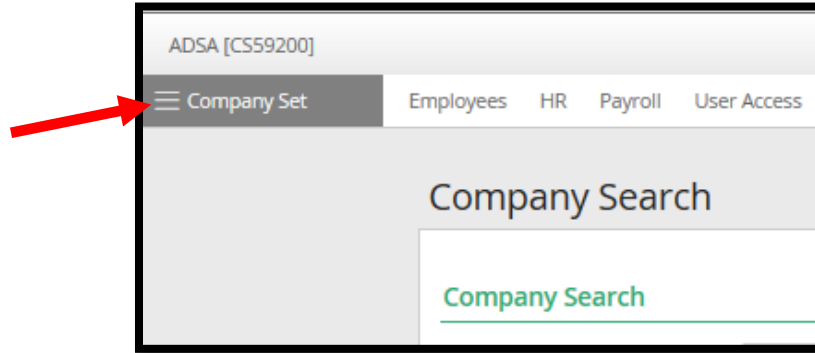 ADSA [CS59200]
Company Set Employees HR Payroll User Access
Company Search
Company Search